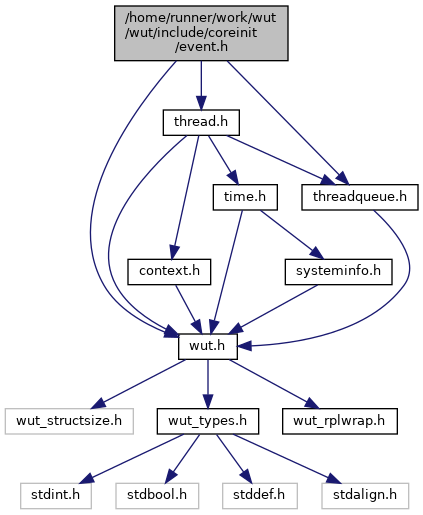 /home/runner/work/wut
/wut/include/coreinit
/event.h
thread.h
time.h
threadqueue.h
context.h
systeminfo.h
wut.h
wut_structsize.h
wut_types.h
wut_rplwrap.h
stdint.h
stdbool.h
stddef.h
stdalign.h